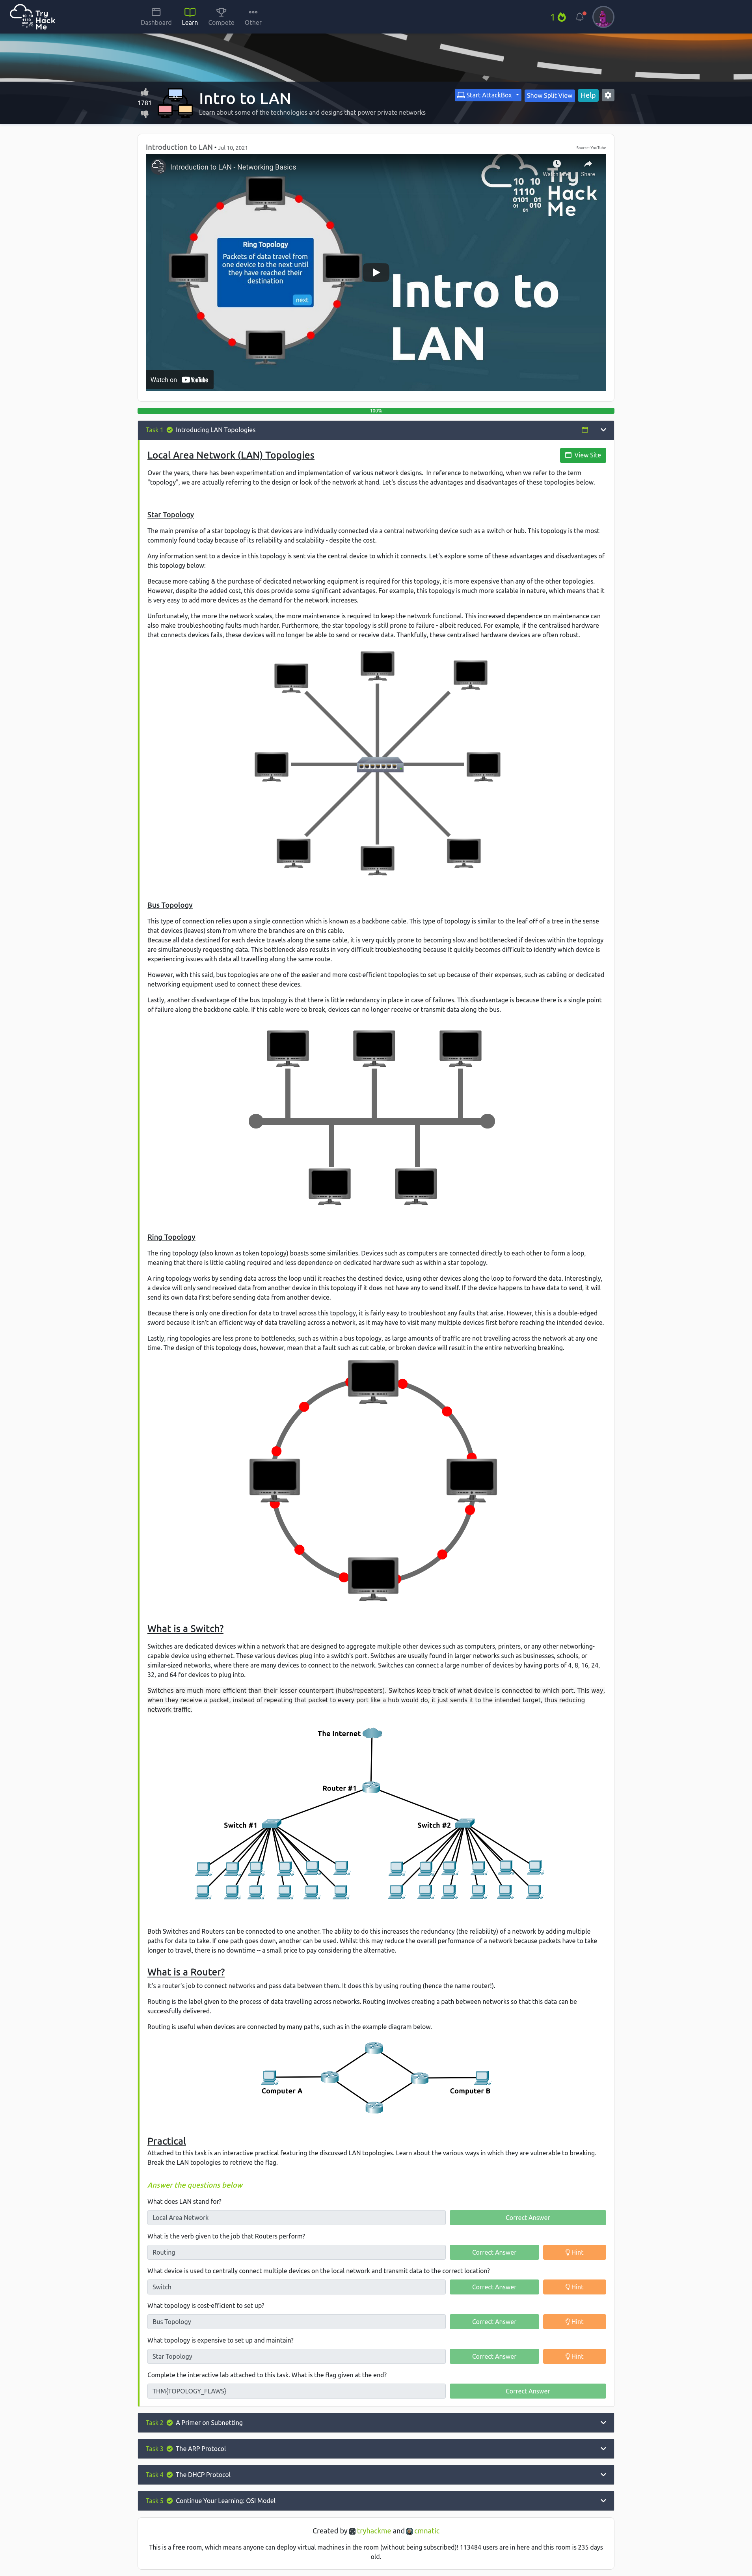 Try
Hack
Me
Dashboard
Learn
Compete
Other
1
1781
Intro to LAN
Learn about some of the technologies and designs that power private networks
Start AttackBox
Show Split View
Help
Introduction to LAN • Jul 10, 2021
Source: YouTube
Introduction to LAN - Networking Basics
Share
10 10
1110
0101 01
01 010
01
Try
Hack
Me
Ring Topology
Packets of data travel from
one device to the next until
they have reached their
destination
next
Intro to
LAN
Watch on YouTube
100%
Task 1 Introducing LAN Topologies
Local Area Network (LAN) Topologies
View Site
Over the years, there has been experimentation and implementation of various network designs. In reference to networking, when we refer to the term
"topology", we are actually referring to the design or look of the network at hand. Let's discuss the advantages and disadvantages of these topologies below.
Star Topology
The main premise of a star topology is that devices are individually connected via a central networking device such as a switch or hub. This topology is the most
commonly found today because of its reliability and scalability - despite the cost.
Any information sent to a device in this topology is sent via the central device to which it connects. Let's explore some of these advantages and disadvantages of
this topology below:
Because more cabling & the purchase of dedicated networking equipment is required for this topology, it is more expensive than any of the other topologies.
However, despite the added cost, this does provide some significant advantages. For example, this topology is much more scalable in nature, which means that it
is very easy to add more devices as the demand for the network increases.
Unfortunately, the more the network scales, the more maintenance is required to keep the network functional. This increased dependence on maintenance can
also make troubleshooting faults much harder. Furthermore, the star topology is still prone to failure - albeit reduced. For example, if the centralised hardware
that connects devices fails, these devices will no longer be able to send or receive data. Thankfully, these centralised hardware devices are often robust.
Bus Topology
This type of connection relies upon a single connection which is known as a backbone cable. This type of topology is similar to the leaf off of a tree in the sense
that devices (leaves) stem from where the branches are on this cable.
Because all data destined for each device travels along the same cable, it is very quickly prone to becoming slow and bottlenecked if devices within the topology
are simultaneously requesting data. This bottleneck also results in very difficult troubleshooting because it quickly becomes difficult to identify which device is
experiencing issues with data all travelling along the same route.
However, with this said, bus topologies are one of the easier and more cost-efficient topologies to set up because of their expenses, such as cabling or dedicated
networking equipment used to connect these devices.
Lastly, another disadvantage of the bus topology is that there is little redundancy in place in case of failures. This disadvantage is because there is a single point
of failure along the backbone cable. If this cable were to break, devices can no longer receive or transmit data along the bus.
Ring Topology
The ring topology (also known as token topology) boasts some similarities. Devices such as computers are connected directly to each other to form a loop,
meaning that there is little cabling required and less dependence on dedicated hardware such as within a star topology.
A ring topology works by sending data across the loop until it reaches the destined device, using other devices along the loop to forward the data. Interestingly,
a device will only send received data from another device in this topology if it does not have any to send itself. If the device happens to have data to send, it will
send its own data first before sending data from another device.
Because there is only one direction for data to travel across this topology, it is fairly easy to troubleshoot any faults that arise. However, this is a double-edged
sword because it isn't an efficient way of data travelling across a network, as it may have to visit many multiple devices first before reaching the intended device.
Lastly, ring topologies are less prone to bottlenecks, such as within a bus topology, as large amounts of traffic are not travelling across the network at any one
time. The design of this topology does, however, mean that a fault such as cut cable, or broken device will result in the entire networking breaking.
What is a Switch?
Switches are dedicated devices within a network that are designed to aggregate multiple other devices such as computers, printers, or any other networking-
capable device using ethernet. These various devices plug into a switch's port. Switches are usually found in larger networks such as businesses, schools, or
similar-sized networks, where there are many devices to connect to the network. Switches can connect a large number of devices by having ports of 4, 8, 16, 24,
32, and 64 for devices to plug into.
Switches are much more efficient than their lesser counterpart (hubs/repeaters). Switches keep track of what device is connected to which port. This way,
when they receive a packet, instead of repeating that packet to every port like a hub would do, it just sends it to the intended target, thus reducing
network traffic.
The Internet
Router #1
Switch #1
Switch #2
Both Switches and Routers can be connected to one another. The ability to do this increases the redundancy (the reliability) of a network by adding multiple
paths for data to take. If one path goes down, another can be used. Whilst this may reduce the overall performance of a network because packets have to take
longer to travel, there is no downtime -- a small price to pay considering the alternative.
What is a Router?
It's a router's job to connect networks and pass data between them. It does this by using routing (hence the name router!).
Routing is the label given to the process of data travelling across networks. Routing involves creating a path between networks so that this data can be
successfully delivered.
Routing is useful when devices are connected by many paths, such as in the example diagram below.
Computer A
Computer B
Practical
Attached to this task is an interactive practical featuring the discussed LAN topologies. Learn about the various ways in which they are vulnerable to breaking.
Break the LAN topologies to retrieve the flag.
Answer the questions below
What does LAN stand for?
Local Area Network
Correct Answer
What is the verb given to the job that Routers perform?
Routing
Correct Answer
Hint
What device is used to centrally connect multiple devices on the local network and transmit data to the correct location?
Switch
Correct Answer
Hint
What topology is cost-efficient to set up?
Bus Topology
Correct Answer
Hint
What topology is expensive to set up and maintain?
Star Topology
Correct Answer
Hint
Complete the interactive lab attached to this task. What is the flag given at the end?
THM{TOPOLOGY_FLAWS}
Correct Answer
Task 2 A Primer on Subnetting
Task 3 The ARP Protocol
Task 4 The DHCP Protocol
Task 5 Continue Your Learning: OSI Model
Created by tryhackme and cmnatic
This is a free room, which means anyone can deploy virtual machines in the room (without being subscribed)! 113484 users are in here and this room is 235 days
old.